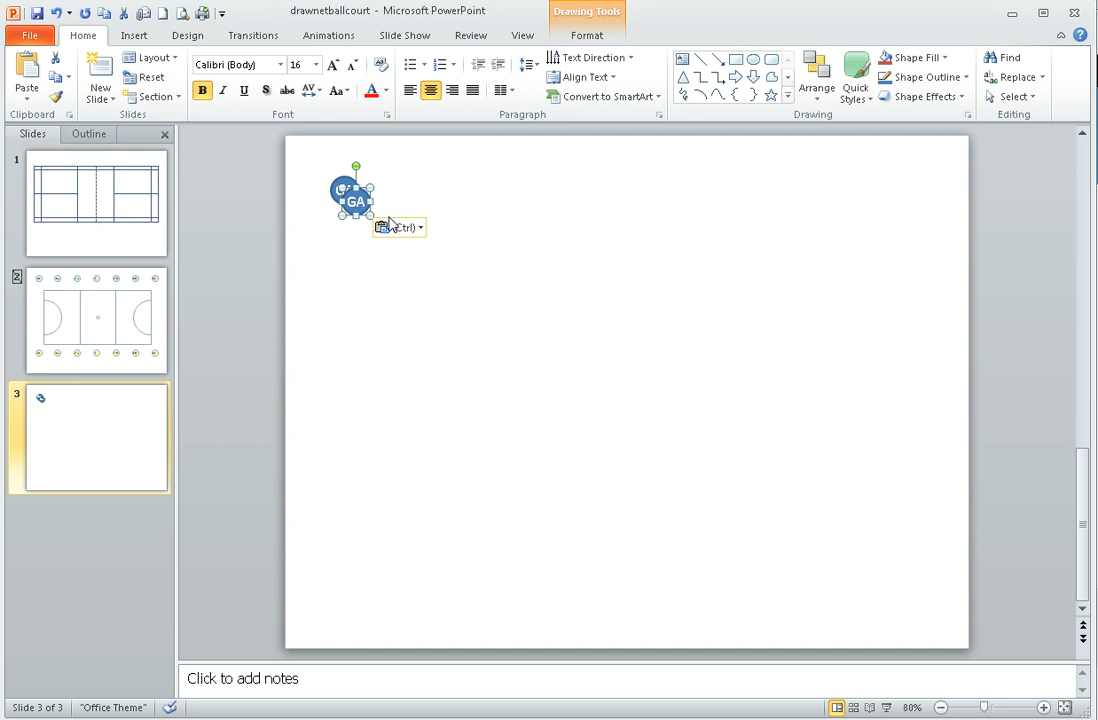 drawnetballcourt - Microsoft PowerPoint
Drawing Tools
File Home Insert Design Transitions Animations Slide Show Review View Format
Paste
New Slide
Layout
Reset
Section
Calibri (Body) 16
B I U S abc AV Aa A
Text Direction
Align Text
Convert to SmartArt
Arrange
Quick Styles
Shape Fill
Shape Outline
Shape Effects
Find
Replace
Select
Clipboard Slides Font Paragraph Drawing Editing
Slides Outline
1
2
3
GA
Ctrl)
Click to add notes
Slide 3 of 3 "Office Theme" 80%